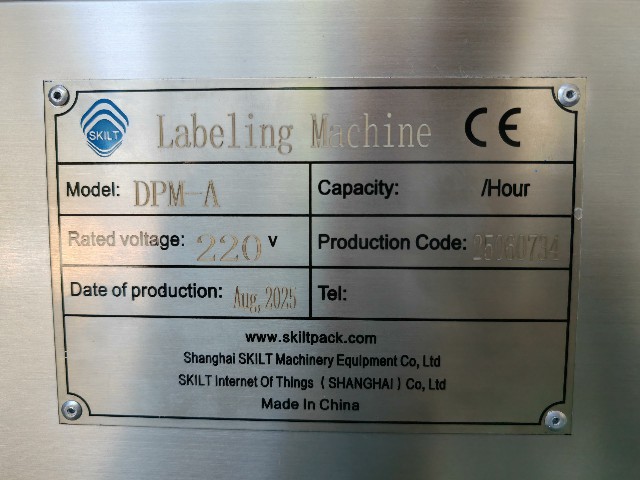 SKILT
Labeling Machine CE
Model: DPM-A
Capacity: /Hour
Rated voltage: 220 V
Production Code: 25060734
Date of production: Aug, 2025
Tel:
www.skiltpack.com
Shanghai SKILT Machinery Equipment Co, Ltd
SKILT Internet Of Things ( SHANGHAI ) Co, Ltd
Made In China